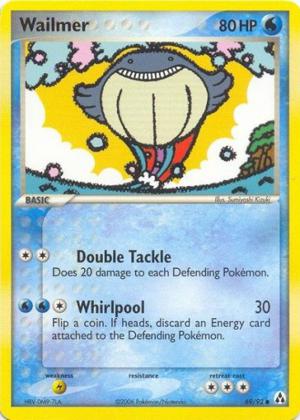 Wailmer 80 HP
BASIC
Illus. Sumiyoshi Kizuki
Double Tackle
Does 20 damage to each Defending Pokémon.
Whirlpool 30
Flip a coin. If heads, discard an Energy card
attached to the Defending Pokémon.
weakness resistance retreat cost
©2006 Pokémon/Nintendo 69/92